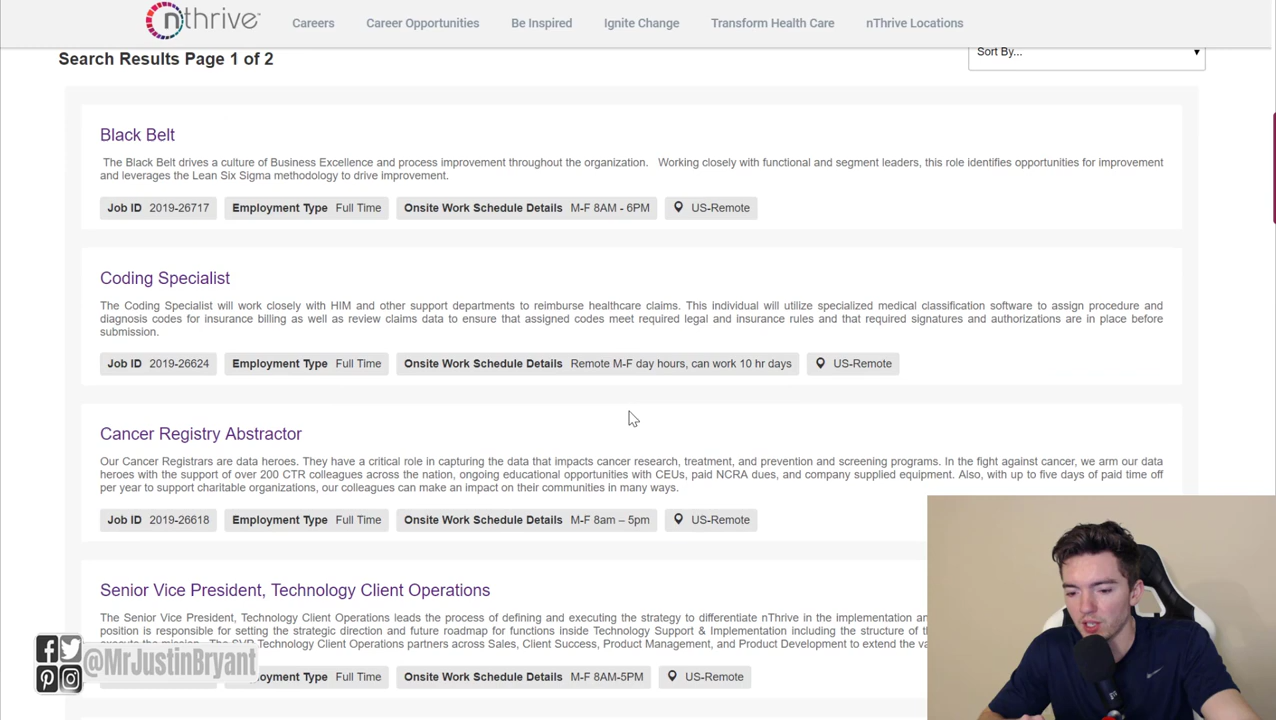 nthrive
Careers
Career Opportunities
Be Inspired
Ignite Change
Transform Health Care
nThrive Locations
Search Results Page 1 of 2
Sort By...
Black Belt
The Black Belt drives a culture of Business Excellence and process improvement throughout the organization. Working closely with functional and segment leaders, this role identifies opportunities for improvement
and leverages the Lean Six Sigma methodology to drive improvement.
Job ID 2019-26717 Employment Type Full Time Onsite Work Schedule Details M-F 8AM - 6PM US-Remote
Coding Specialist
The Coding Specialist will work closely with HIM and other support departments to reimburse healthcare claims. This individual will utilize specialized medical classification software to assign procedure and
diagnosis codes for insurance billing as well as review claims data to ensure that assigned codes meet required legal and insurance rules and that required signatures and authorizations are in place before
submission.
Job ID 2019-26624 Employment Type Full Time Onsite Work Schedule Details Remote M-F day hours, can work 10 hr days US-Remote
Cancer Registry Abstractor
Our Cancer Registrars are data heroes. They have a critical role in capturing the data that impacts cancer research, treatment, and prevention and screening programs. In the fight against cancer, we arm our data
heroes with the support of over 200 CTR colleagues across the nation, ongoing educational opportunities with CEUs, paid NCRA dues, and company supplied equipment. Also, with up to five days of paid time off
per year to support charitable organizations, our colleagues can make an impact on their communities in many ways.
Job ID 2019-26618 Employment Type Full Time Onsite Work Schedule Details M-F 8am – 5pm US-Remote
Senior Vice President, Technology Client Operations
The Senior Vice President, Technology Client Operations leads the process of defining and executing the strategy to differentiate nThrive in the implementation an
position is responsible for setting the strategic direction and future roadmap for functions inside Technology Support & Implementation including the structure of t
Technology Client Operations partners across Sales, Client Success, Product Management, and Product Development to extend the va
@MrJustinBryant
Type Full Time Onsite Work Schedule Details M-F 8AM-5PM US-Remote